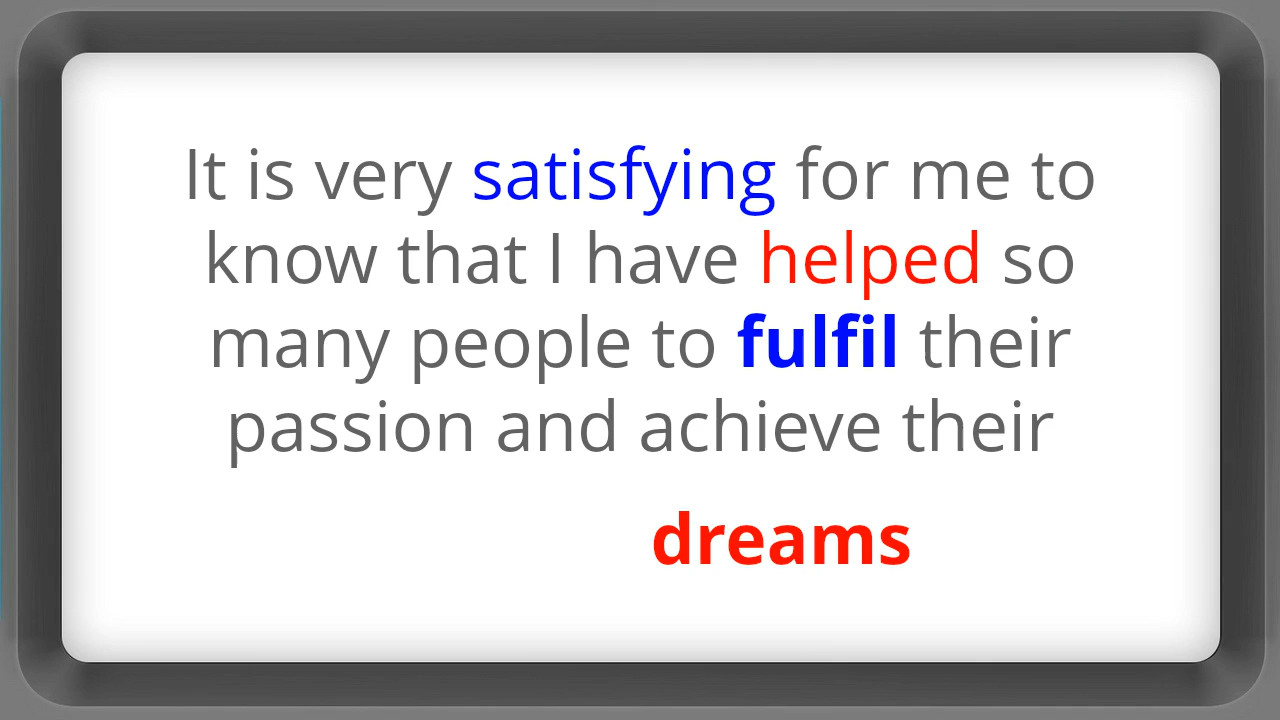 It is very satisfying for me to
know that I have helped so
many people to fulfil their
passion and achieve their
dreams